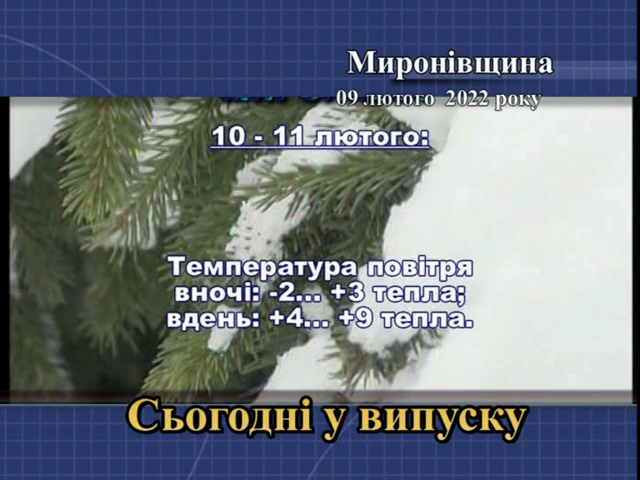 Миронівщина
09 лютого 2022 року
10 - 11 лютого:
Температура повітря
вночі: -2... +3 тепла;
вдень: +4... +9 тепла.
Сьогодні у випуску